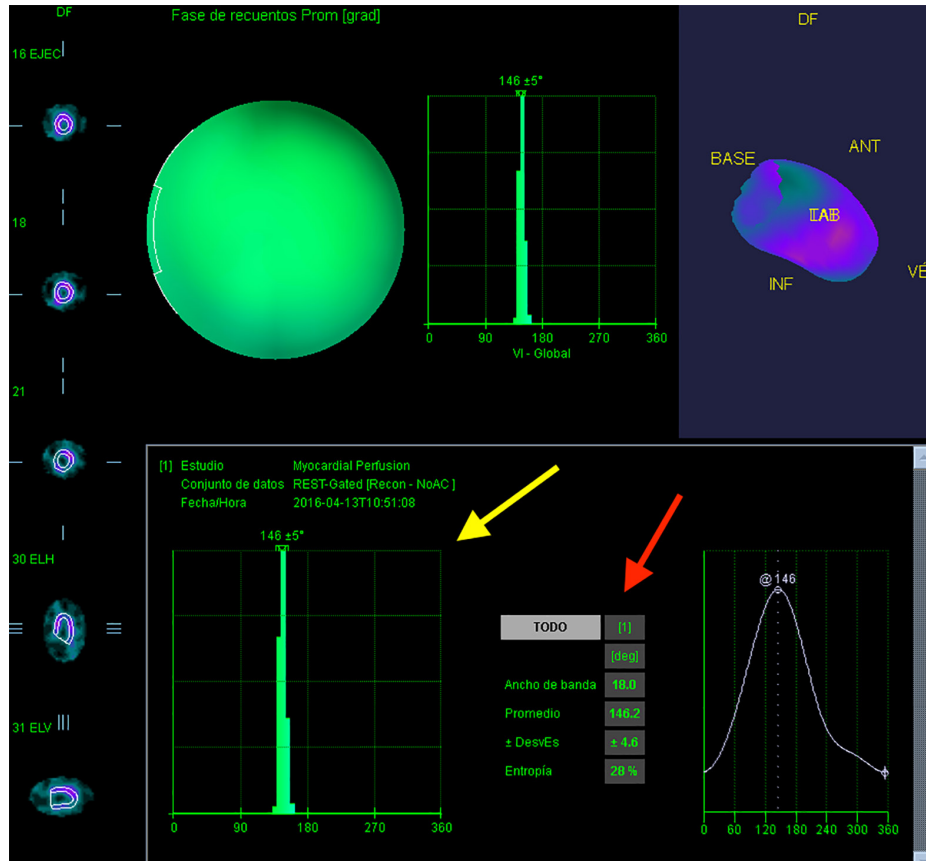 DF
Fase de recuentos Prom [grad]
DF
16 EJEC
146 ±5°
ANT
BASE
LAB
18
VÉ
INF
0 90 180 270 360
VI - Global
21
[1] Estudio Myocardial Perfusion
Conjunto de datos REST-Gated [Recon - NoAC ]
Fecha/Hora 2016-04-13T10:51:08
146 ±5°
30 ELH
@ 146
TODO [1]
[deg]
Ancho de banda 18.0
Promedio 146.2
31 ELV
± DesvEs ± 4.6
Entropía 28 %
0 90 180 270 360
0 60 120 180 240 300 360